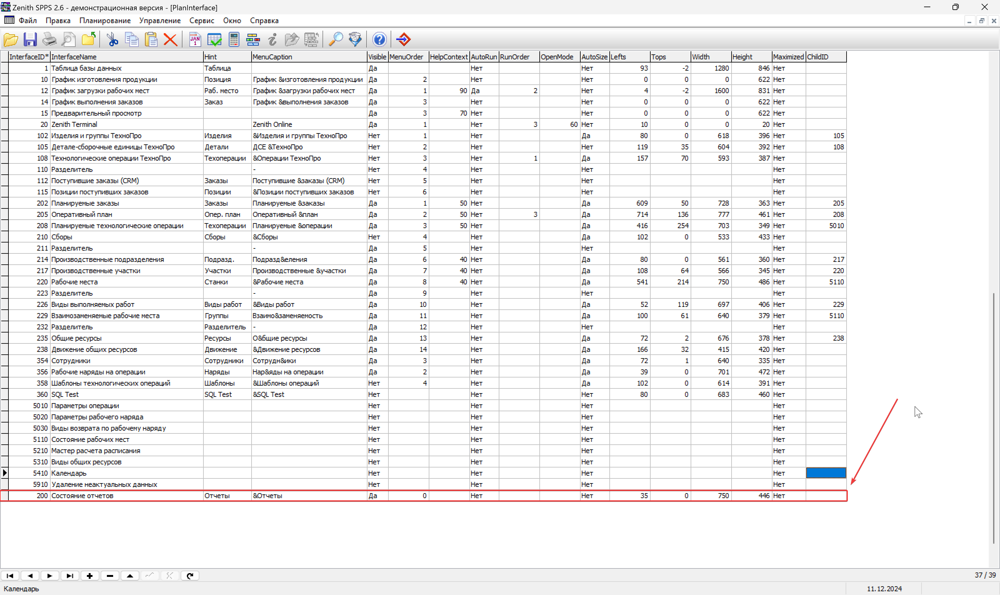 Zenith SPPS 2.6 - демонстрационная версия - [PlanInterface]
Файл Правка Планирование Управление Сервис Окно Справка
JAN 1
InterfaceID* InterfaceName Hint MenuCaption Visible MenuOrder HelpContext AutoRun RunOrder OpenMode AutoSize Lefts Tops Width Height Maximized ChildID
1 Таблица базы данных Таблица Да Нет Нет 93 -2 1280 846 Нет
10 График изготовления продукции Позиция График &изготовления продукции Да 2 Нет Нет 0 0 0 622 Нет
12 График загрузки рабочих мест Раб. место График &загрузки рабочих мест Да 1 90 Да 2 Нет 4 -2 1600 831 Нет
14 График выполнения заказов Заказ График &выполнения заказов Да 3 Нет Нет 0 0 0 622 Нет
15 Предварительный просмотр Да 3 70 Нет Нет 0 0 0 622 Нет
20 Zenith Terminal Zenith Online Да 1 Нет 3 60 Нет 10 0 0 20 Нет
102 Изделия и группы ТехноПро Изделия &Изделия и группы ТехноПро Нет 1 Нет Да 80 0 618 396 Нет 105
105 Детале-сборочные единицы ТехноПро Детали ДСЕ &ТехноПро Нет 2 Нет Нет 119 35 604 392 Нет 108
108 Технологические операции ТехноПро Техоперации &Операции ТехноПро Нет 3 Нет 1 Да 157 70 593 387 Нет
110 Разделитель - Нет 4 Нет Нет Нет
112 Поступившие заказы (CRM) Заказы Поступившие &заказы (CRM) Нет 5 Нет Нет Нет
115 Позиции поступивших заказов Позиции &Позиции поступивших заказов Нет 6 Нет Нет Нет
202 Планируемые заказы Заказы Планируемые &заказы Да 1 50 Нет Да 609 50 728 363 Нет 205
205 Оперативный план Опер. план Оперативный &план Да 2 50 Нет 3 Да 714 136 777 461 Нет 208
208 Планируемые технологические операции Техоперации Планируемые &операции Да 3 50 Нет Да 416 254 703 349 Нет 5010
210 Сборы Сборы &Сборы Нет 4 Нет Да 102 0 533 433 Нет
211 Разделитель - Да 5 Нет Нет Нет
214 Производственные подразделения Подразд. Подразд&еления Да 6 40 Нет Да 80 0 561 360 Нет 217
217 Производственные участки Участки Производственные &участки Да 7 40 Нет Да 108 64 566 345 Нет 220
220 Рабочие места Станки &Рабочие места Да 8 40 Нет Да 541 214 750 486 Нет 5110
223 Разделитель - Да 9 Нет Нет Нет
226 Виды выполняемых работ Виды работ &Виды работ Да 10 Нет Да 52 119 697 406 Нет 229
229 Взаимозаменяемые рабочие места Группы Взаимо&заменяемость Да 11 Нет Да 100 61 640 379 Нет 5110
232 Разделитель Разделитель - Да 12 Нет Нет Нет
235 Общие ресурсы Ресурсы О&бщие ресурсы Да 13 Нет Да 72 2 676 378 Нет 238
238 Движение общих ресурсов Движение &Движение ресурсов Да 14 Нет Да 166 32 415 420 Нет
354 Сотрудники Сотрудники Сотрудн&ики Да 3 Нет Да 72 1 640 335 Нет
356 Рабочие наряды на операции Наряды Нар&яды на операции Да 2 Нет Да 39 0 701 472 Нет
358 Шаблоны технологических операций Шаблоны &Шаблоны операций Нет 4 Нет Да 102 0 614 391 Нет
360 SQL Test SQL Test &SQL Test Нет Нет Нет 80 0 683 460 Нет
5010 Параметры операции Нет Нет Нет Нет
5020 Параметры рабочего наряда Нет Нет Нет Нет
5030 Виды возврата по рабочему наряду Нет Нет Нет Нет
5110 Состояние рабочих мест Нет Нет Нет Нет
5210 Мастер расчета расписания Нет Нет Нет Нет
5310 Виды общих ресурсов Нет Нет Нет Нет
5410 Календарь Нет Нет Нет Нет
5910 Удаление неактуальных данных Нет Нет Нет Нет
200 Состояние отчетов Отчеты &Отчеты Да 0 Нет Нет 35 0 750 446 Нет
37 / 39
Календарь 11.12.2024